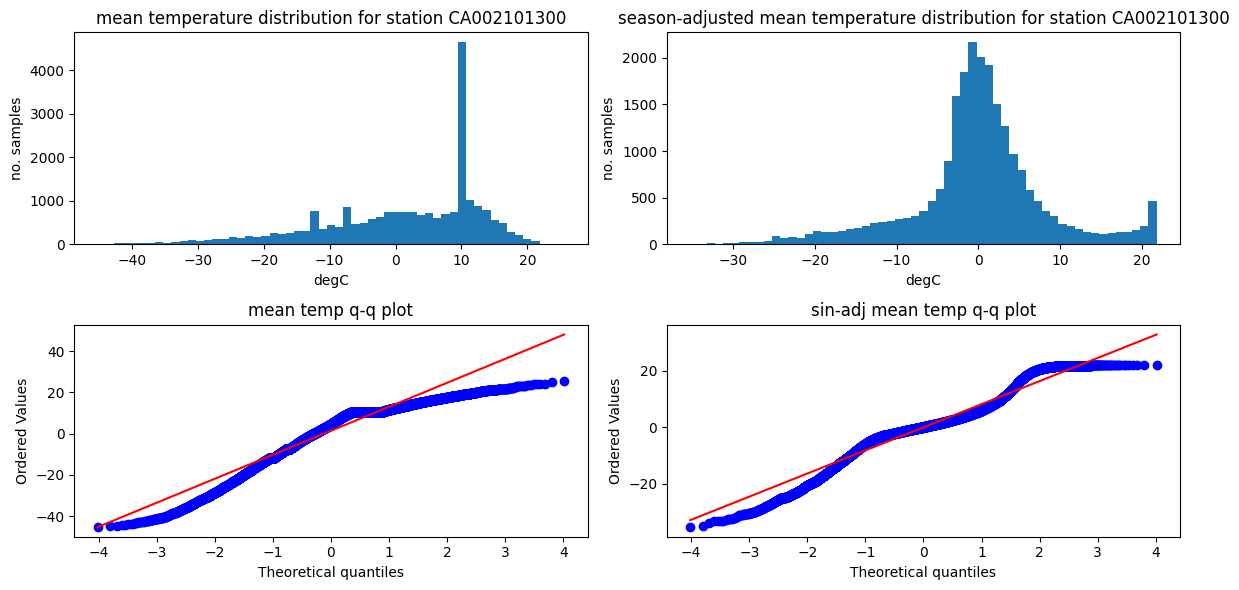 mean temperature distribution for station CA002101300
no. samples
4000
3000
2000
1000
0
−40 −30 −20 −10 0 10 20
degC
season-adjusted mean temperature distribution for station CA002101300
no. samples
2000
1500
1000
500
0
−30 −20 −10 0 10 20
degC
mean temp q-q plot
Ordered Values
40
20
0
−20
−40
−4 −3 −2 −1 0 1 2 3 4
Theoretical quantiles
sin-adj mean temp q-q plot
Ordered Values
20
0
−20
−4 −3 −2 −1 0 1 2 3 4
Theoretical quantiles